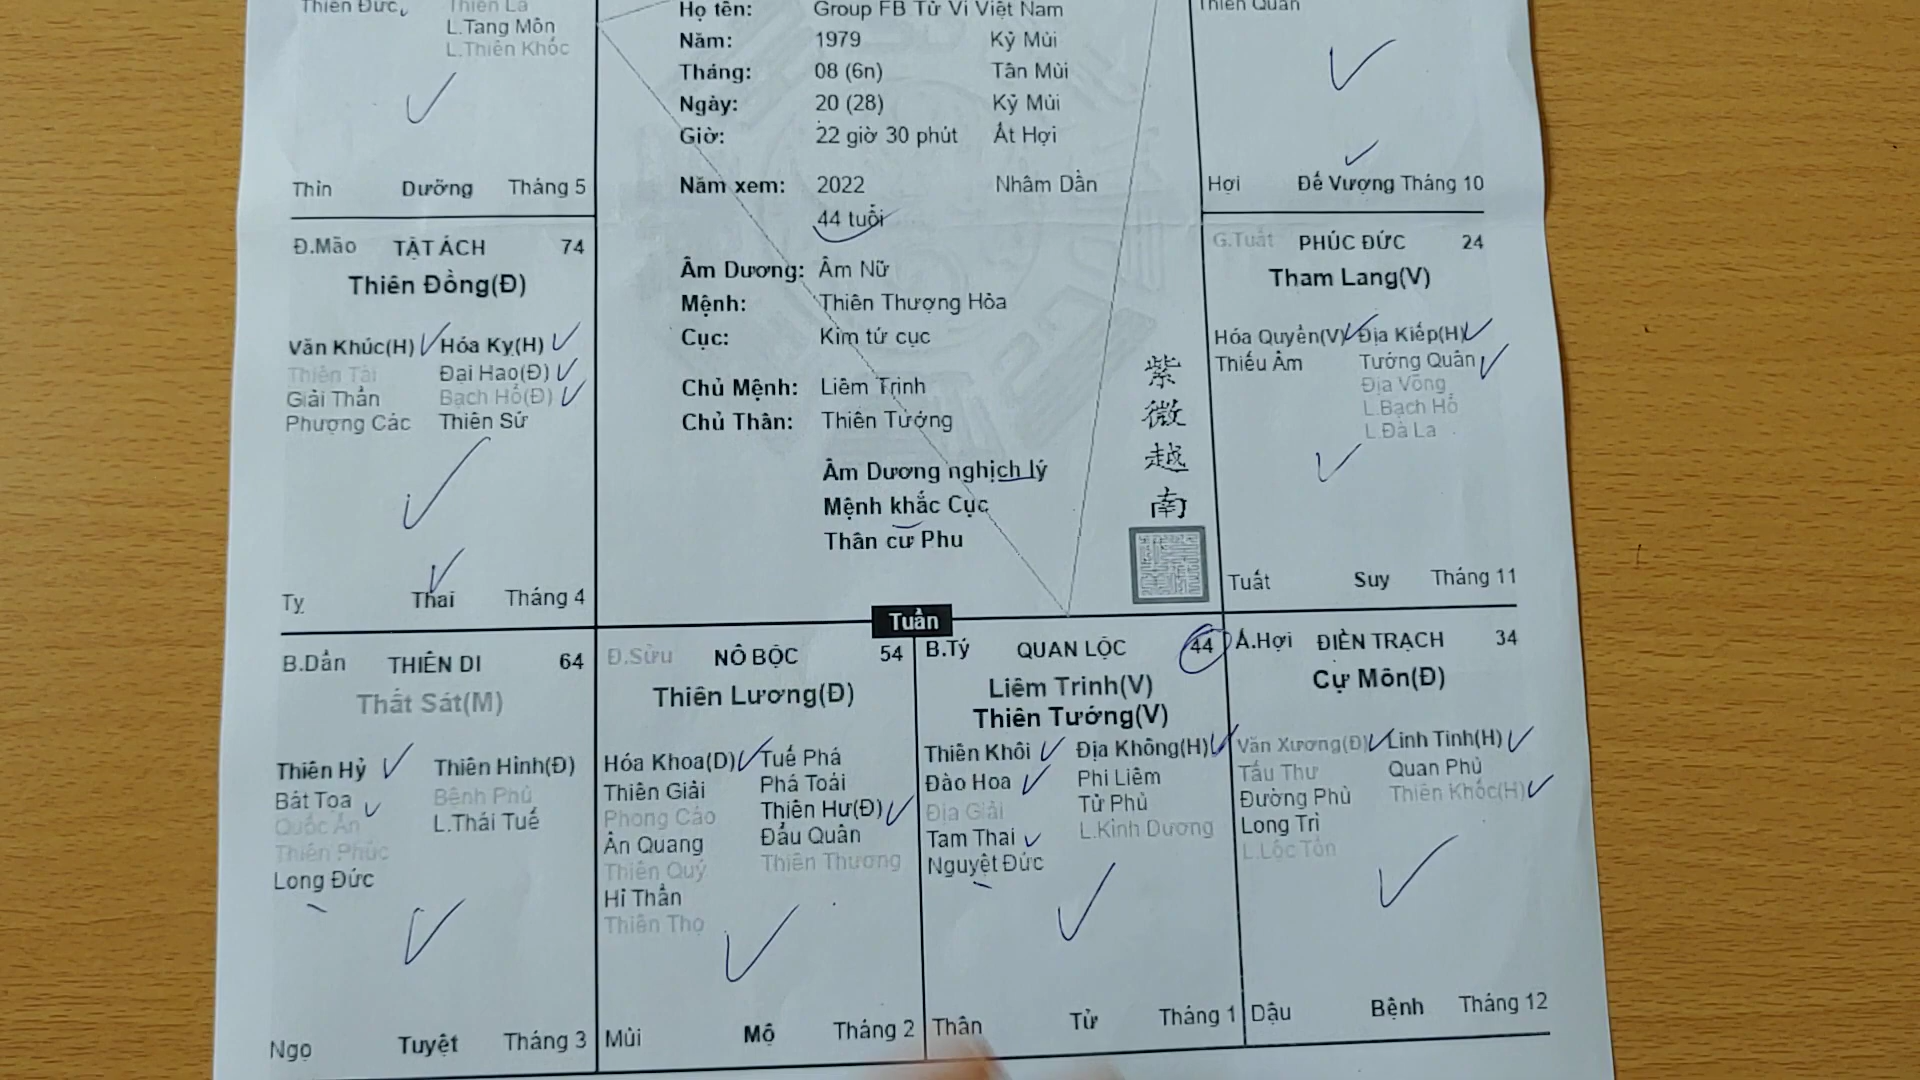 Thiên Đức Thiên La
L.Tang Môn
L.Thiên Khốc
Thìn Dưỡng Tháng 5
Họ tên: Group FB Tử Vi Việt Nam
Năm: 1979 Kỷ Mùi
Tháng: 08 (6n) Tân Mùi
Ngày: 20 (28) Kỷ Mùi
Giờ: 22 giờ 30 phút Ất Hợi
Năm xem: 2022 Nhâm Dần
44 tuổi
Âm Dương: Âm Nữ
Mệnh: Thiên Thượng Hỏa
Cục: Kim tứ cục
Chủ Mệnh: Liêm Trinh
Chủ Thân: Thiên Tướng
Âm Dương nghịch lý
Mệnh khắc Cục
Thân cư Phu
紫
微
越
南
Thiên Quan
Hợi Đế Vượng Tháng 10
Đ.Mão TẬT ÁCH 74
Thiên Đồng(Đ)
Văn Khúc(H) Hóa Kỵ(H)
Thiên Tài Đại Hao(Đ)
Giải Thần Bạch Hổ(Đ)
Phượng Các Thiên Sứ
Tỵ Thai Tháng 4
G.Tuất PHÚC ĐỨC 24
Tham Lang(V)
Hóa Quyền(V) Địa Kiếp(H)
Thiếu Âm Tướng Quân
Địa Võng
L.Bạch Hổ
L.Đà La
Tuất Suy Tháng 11
Tuần
B.Dần THIÊN DI 64
Thất Sát(M)
Thiên Hỷ Thiên Hình(Đ)
Bát Tọa Bệnh Phù
Quốc Ấn L.Thái Tuế
Thiên Phúc
Long Đức
Ngọ Tuyệt Tháng 3
Đ.Sửu NÔ BỘC 54
Thiên Lương(Đ)
Hóa Khoa(D) Tuế Phá
Thiên Giải Phá Toái
Phong Cáo Thiên Hư(Đ)
Ân Quang Đẩu Quân
Thiên Quý Thiên Thương
Hỉ Thần
Thiên Thọ
Mùi Mộ Tháng 2
B.Tý QUAN LỘC 44
Liêm Trinh(V)
Thiên Tướng(V)
Thiên Khôi Địa Không(H)
Đào Hoa Phi Liêm
Địa Giải Tử Phù
Tam Thai L.Kình Dương
Nguyệt Đức
Thân Tử Tháng 1
Ấ.Hợi ĐIỀN TRẠCH 34
Cự Môn(Đ)
Văn Xương(Đ) Linh Tinh(H)
Tấu Thư Quan Phủ
Đường Phù Thiên Khốc(H)
Long Trì
L.Lộc Tồn
Dậu Bệnh Tháng 12